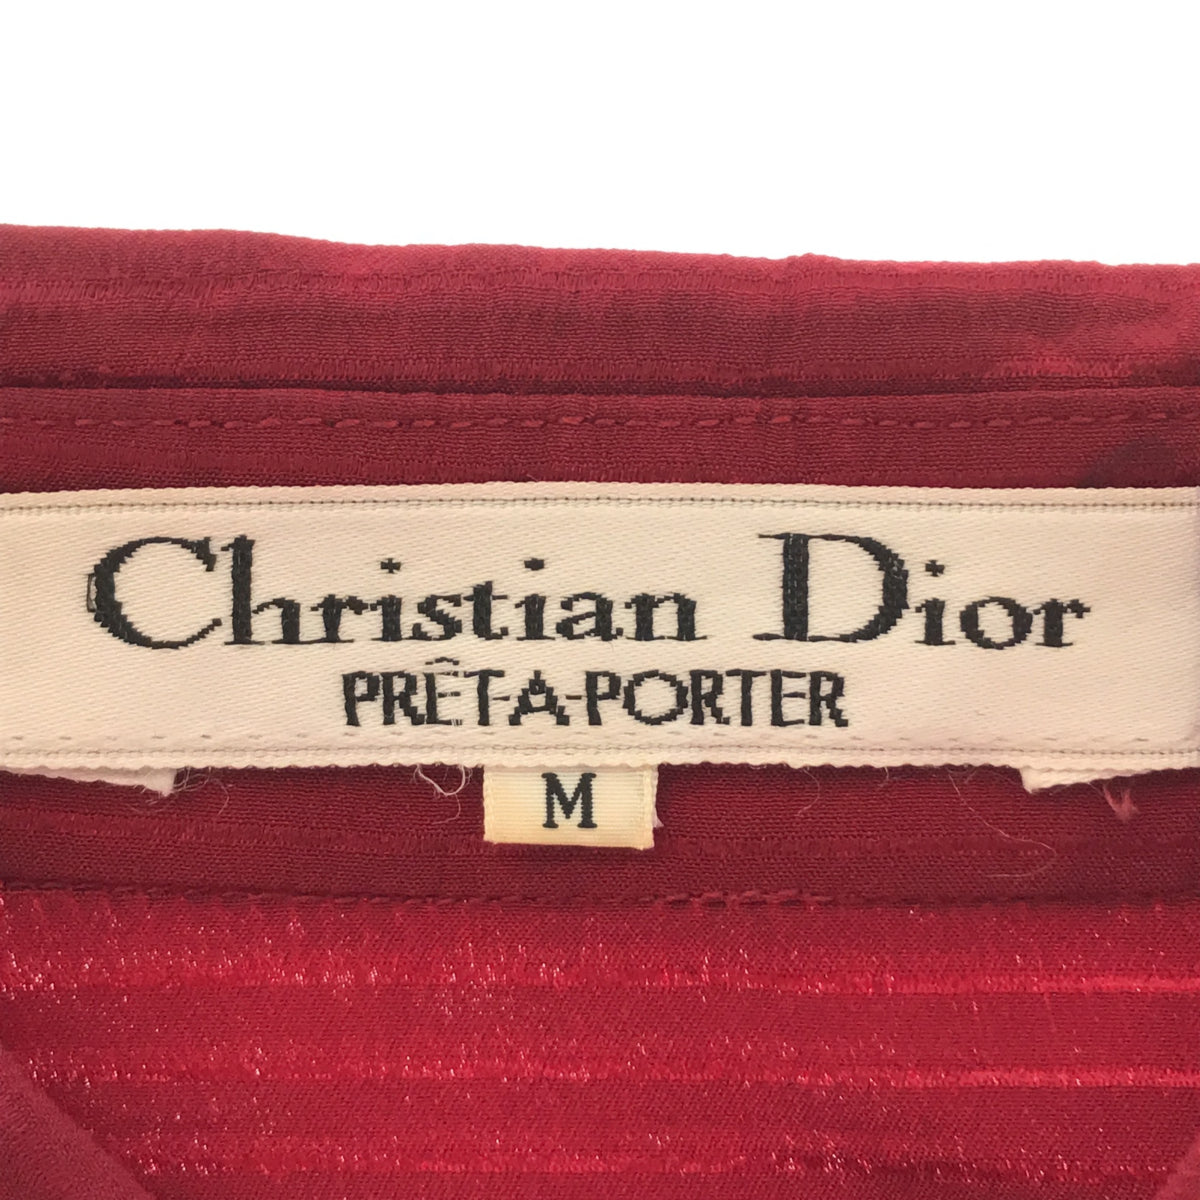 Christian Dior
PRÊT-A-PORTER
M